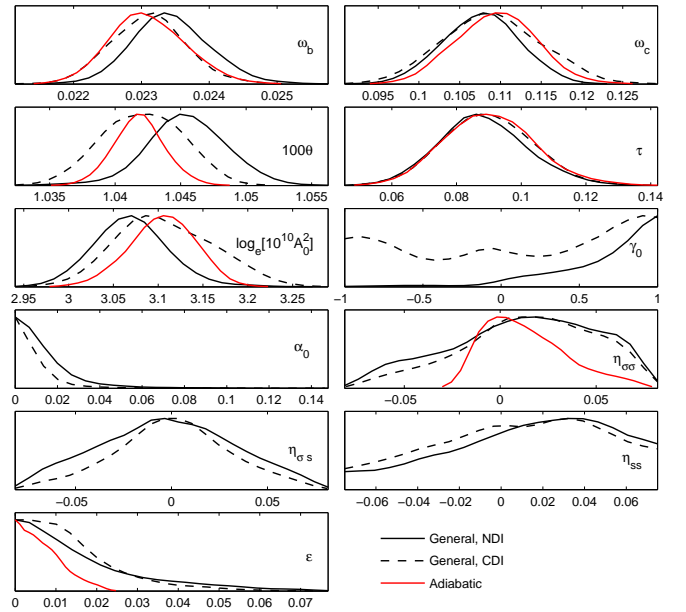 ω_b
0.022 0.023 0.024 0.025
ω_c
0.095 0.1 0.105 0.11 0.115 0.12 0.125
100θ
1.035 1.04 1.045 1.05 1.055
τ
0.06 0.08 0.1 0.12 0.14
log_e[10^10 A_0^2]
2.95 3 3.05 3.1 3.15 3.2 3.25
γ_0
−1 −0.5 0 0.5 1
α_0
0 0.02 0.04 0.06 0.08 0.1 0.12 0.14
η_σσ
−0.05 0 0.05
η_σ s
−0.05 0 0.05
η_ss
−0.06 −0.04 −0.02 0 0.02 0.04 0.06
ε
0 0.01 0.02 0.03 0.04 0.05 0.06 0.07
General, NDI
General, CDI
Adiabatic